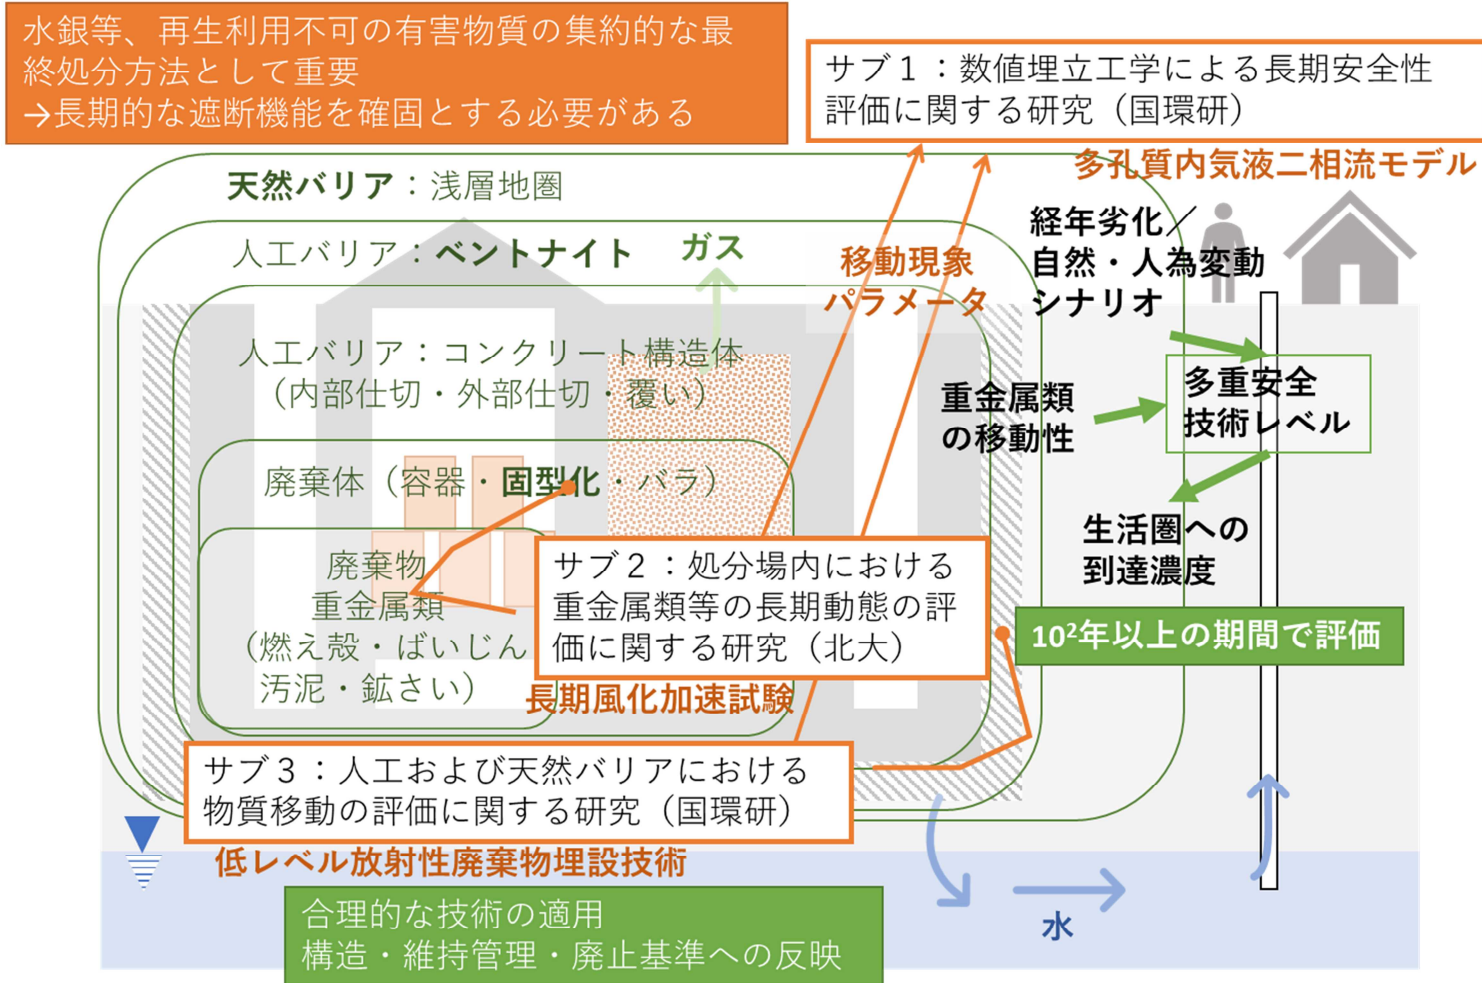 水銀等、再生利用不可の有害物質の集約的な最
終処分方法として重要
→長期的な遮断機能を確固とする必要がある
サブ1：数値埋立工学による長期安全性
評価に関する研究（国環研）
多孔質内気液二相流モデル
天然バリア：浅層地圏
人工バリア：ベントナイト
ガス
移動現象
パラメータ
経年劣化／
自然・人為変動
シナリオ
人工バリア：コンクリート構造体
（内部仕切・外部仕切・覆い）
重金属類
の移動性
多重安全
技術レベル
廃棄体（容器・固型化・バラ）
生活圏への
到達濃度
廃棄物
重金属類
（燃え殻・ばいじん
汚泥・鉱さい）
サブ2：処分場内における
重金属類等の長期動態の評
価に関する研究（北大）
長期風化加速試験
10²年以上の期間で評価
サブ3：人工および天然バリアにおける
物質移動の評価に関する研究（国環研）
低レベル放射性廃棄物埋設技術
合理的な技術の適用
構造・維持管理・廃止基準への反映
水